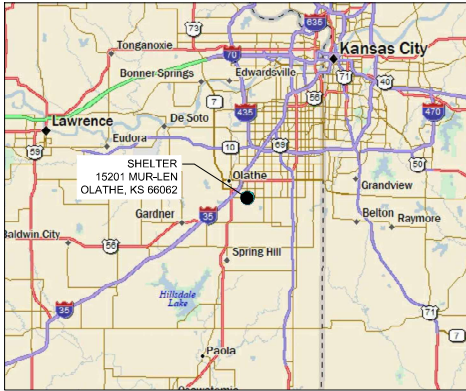 73
635
Tonganoxie
70
Kansas City
Bonner Springs
Edwardsville
71
40
7
56
435
470
Lawrence
De Soto
Eudora
10
69
59
50
SHELTER
15201 MUR-LEN
OLATHE, KS 66062
Olathe
Grandview
Gardner
35
Belton
Raymore
Baldwin City
56
Spring Hill
Hillsdale
Lake
35
71
7
Paola
Osawatomie